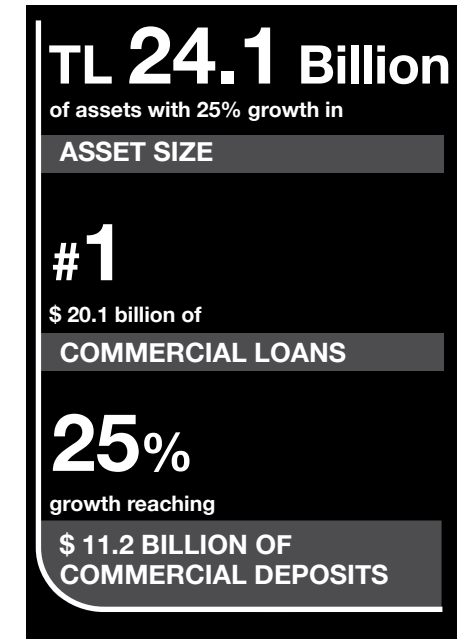 TL 24.1 Billion
of assets with 25% growth in
ASSET SIZE
#1
$ 20.1 billion of
COMMERCIAL LOANS
25%
growth reaching
$ 11.2 BILLION OF
COMMERCIAL DEPOSITS